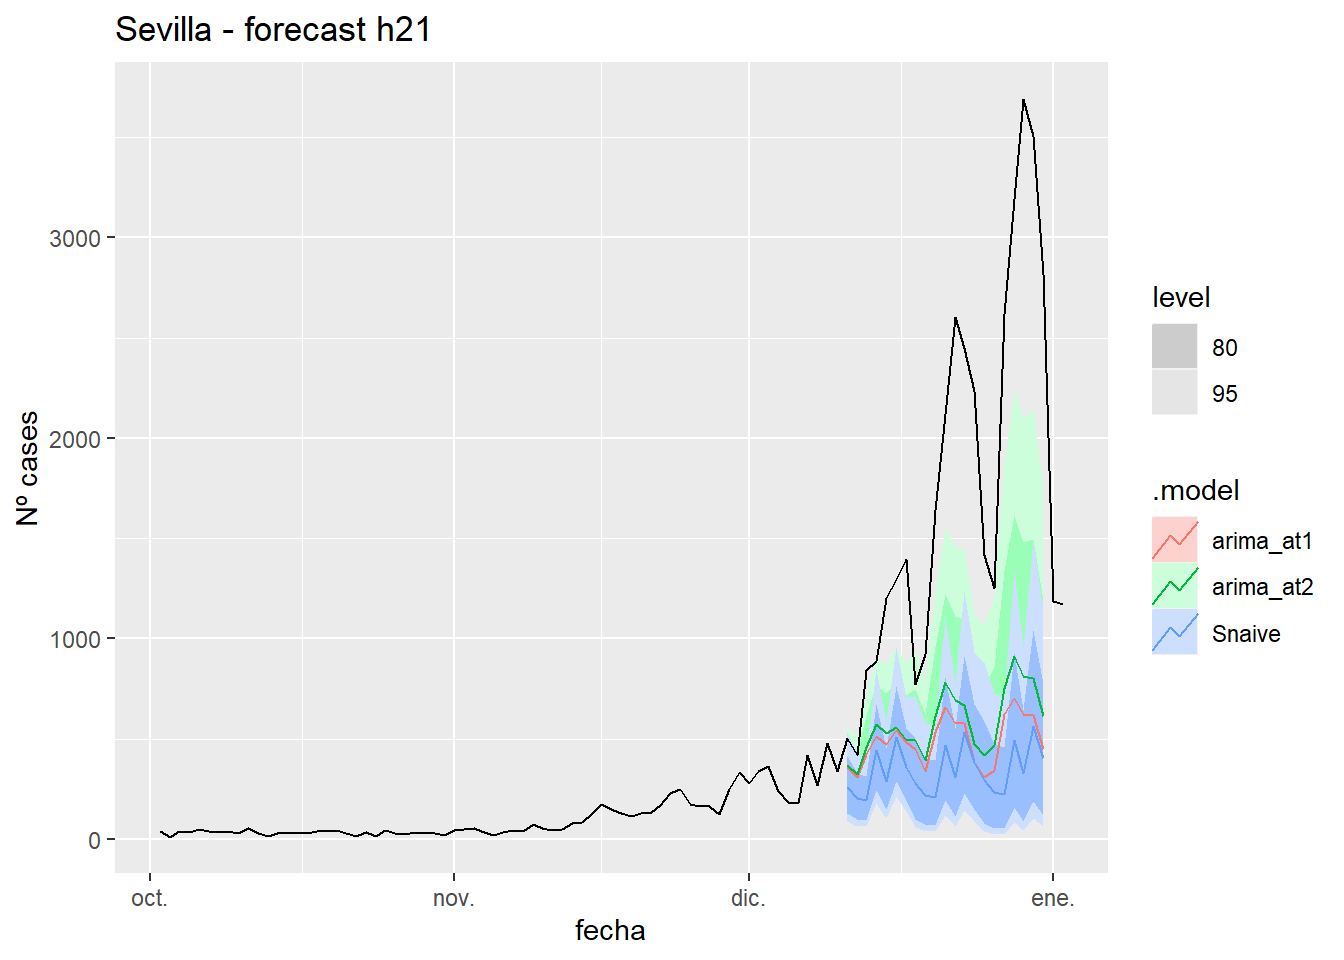 Sevilla - forecast h21
Nº cases
3000
2000
1000
0
oct.
nov.
dic.
ene.
fecha
level
80
95
.model
arima_at1
arima_at2
Snaive